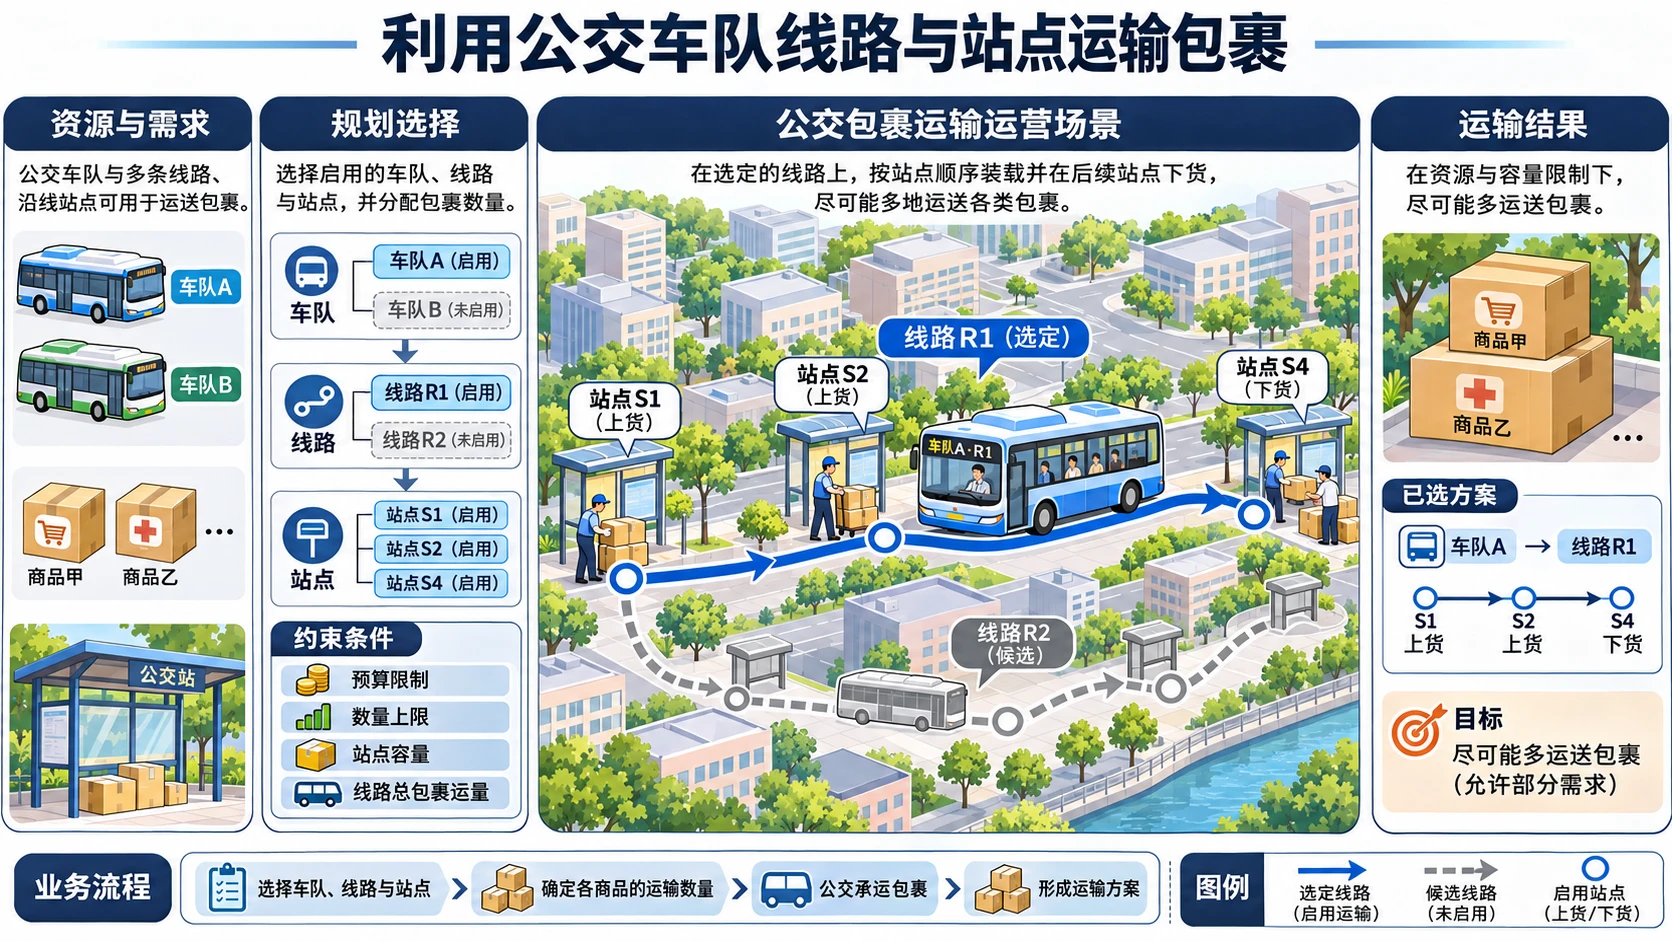 利用公交车队线路与站点运输包裹
资源与需求
公交车队与多条线路、
沿线站点可用于运送包裹。
车队A
车队B
商品甲
商品乙
...
公交站
规划选择
选择启用的车队、线路
与站点，并分配包裹数量。
车队
车队A（启用）
车队B（未启用）
线路
线路R1（启用）
线路R2（未启用）
站点
站点S1（启用）
站点S2（启用）
站点S4（启用）
约束条件
预算限制
数量上限
站点容量
线路总包裹运量
公交包裹运输运营场景
在选定的线路上，按站点顺序装载并在后续站点下货，
尽可能多地运送各类包裹。
线路R1（选定）
站点S1
（上货）
站点S2
（上货）
站点S4
（下货）
车队A·R1
线路R2
（候选）
运输结果
在资源与容量限制下，
尽可能多运送包裹。
商品甲
商品乙
...
已选方案
车队A
线路R1
S1
上货
S2
上货
S4
下货
目标
尽可能多运送包裹
（允许部分需求）
业务流程
选择车队、线路与站点
确定各商品的运输数量
公交承运包裹
形成运输方案
图例
选定线路
（启用运输）
候选线路
（未启用）
启用站点
（上货/下货）